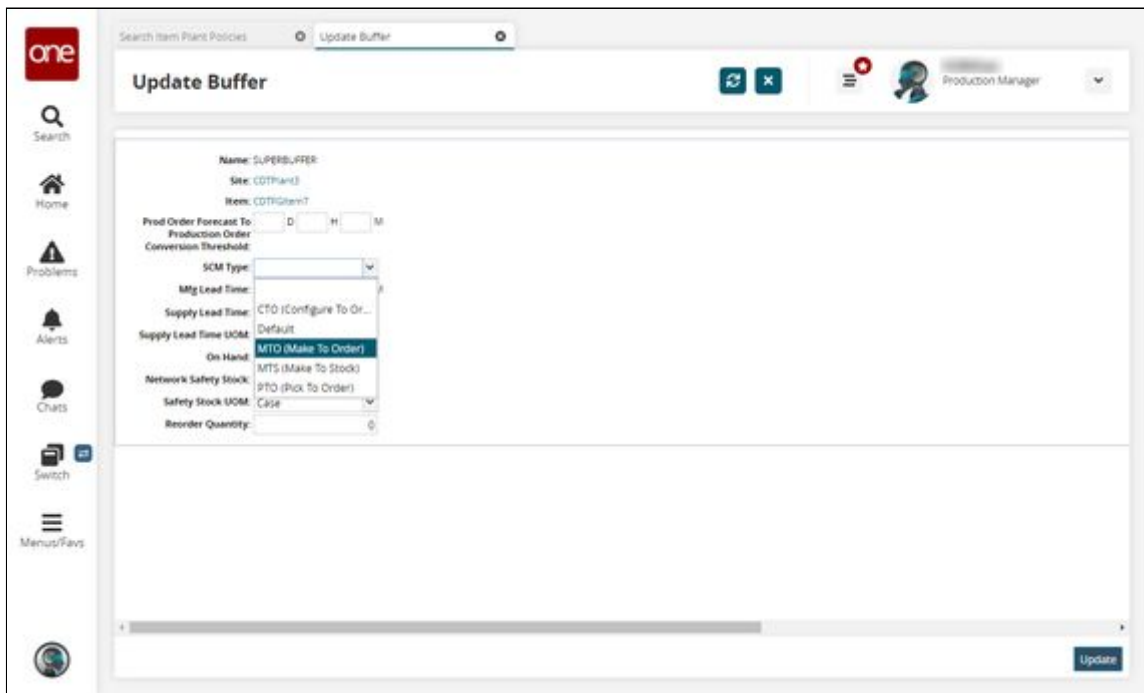 one
Search Item Plant Policies
Update Buffer
Update Buffer
Production Manager
Search
Home
Problems
Alerts
Chats
Switch
Menus/Favs
Name: SUPERBUFFER
Site: CDTPlant3
Item: CDTFGItem7
Prod Order Forecast To D H M
Production Order
Conversion Threshold:
SCM Type:
Mfg Lead Time:
Supply Lead Time: CTO (Configure To Or...
Supply Lead Time UOM: Default
MTO (Make To Order)
On Hand:
MTS (Make To Stock)
Network Safety Stock:
PTO (Pick To Order)
Safety Stock UOM: Case
Reorder Quantity: 0
Update